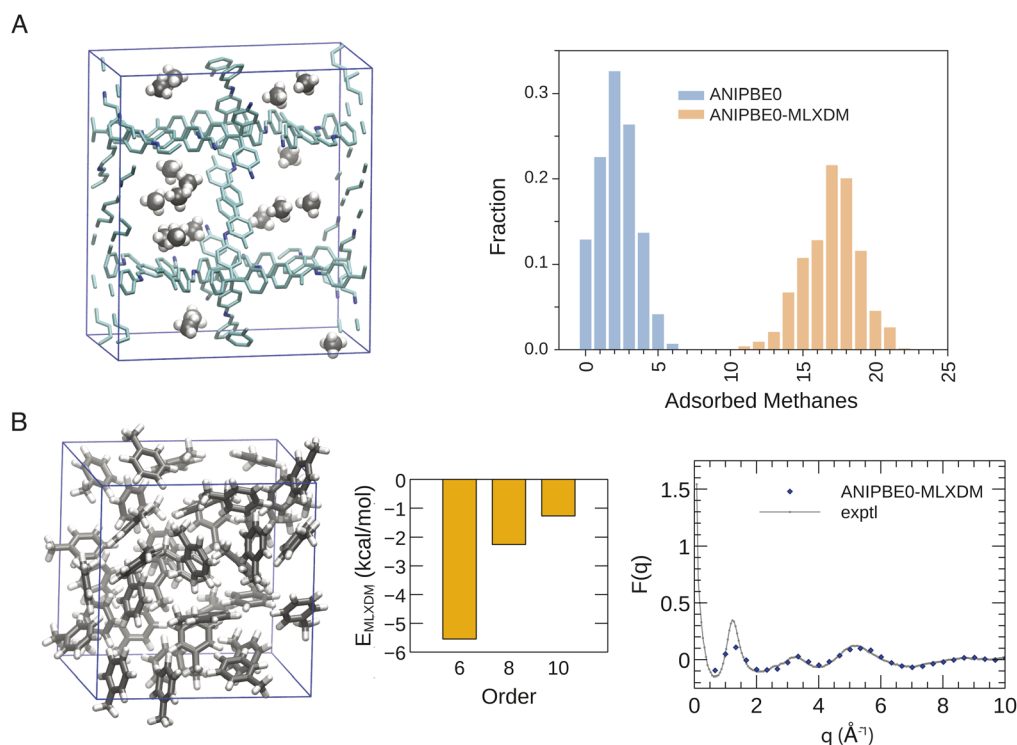 A
0.3
0.2
0.1
0.0
Fraction
ANIPBE0
ANIPBE0-MLXDM
0
5
10
15
20
25
Adsorbed Methanes
B
0
−1
−2
−3
−4
−5
−6
E_MLXDM (kcal/mol)
6 8 10
Order
1.5
1
0.5
0
F(q)
ANIPBE0-MLXDM
exptl
0 2 4 6 8 10
q (Å⁻¹)